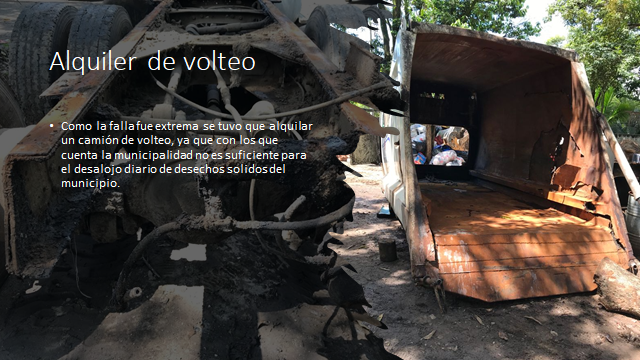 Alquiler de volteo
• Como la falla fue extrema se tuvo que alquilar
un camión de volteo, ya que con los que
cuenta la municipalidad no es suficiente para
el desalojo diario de desechos solidos del
municipio.